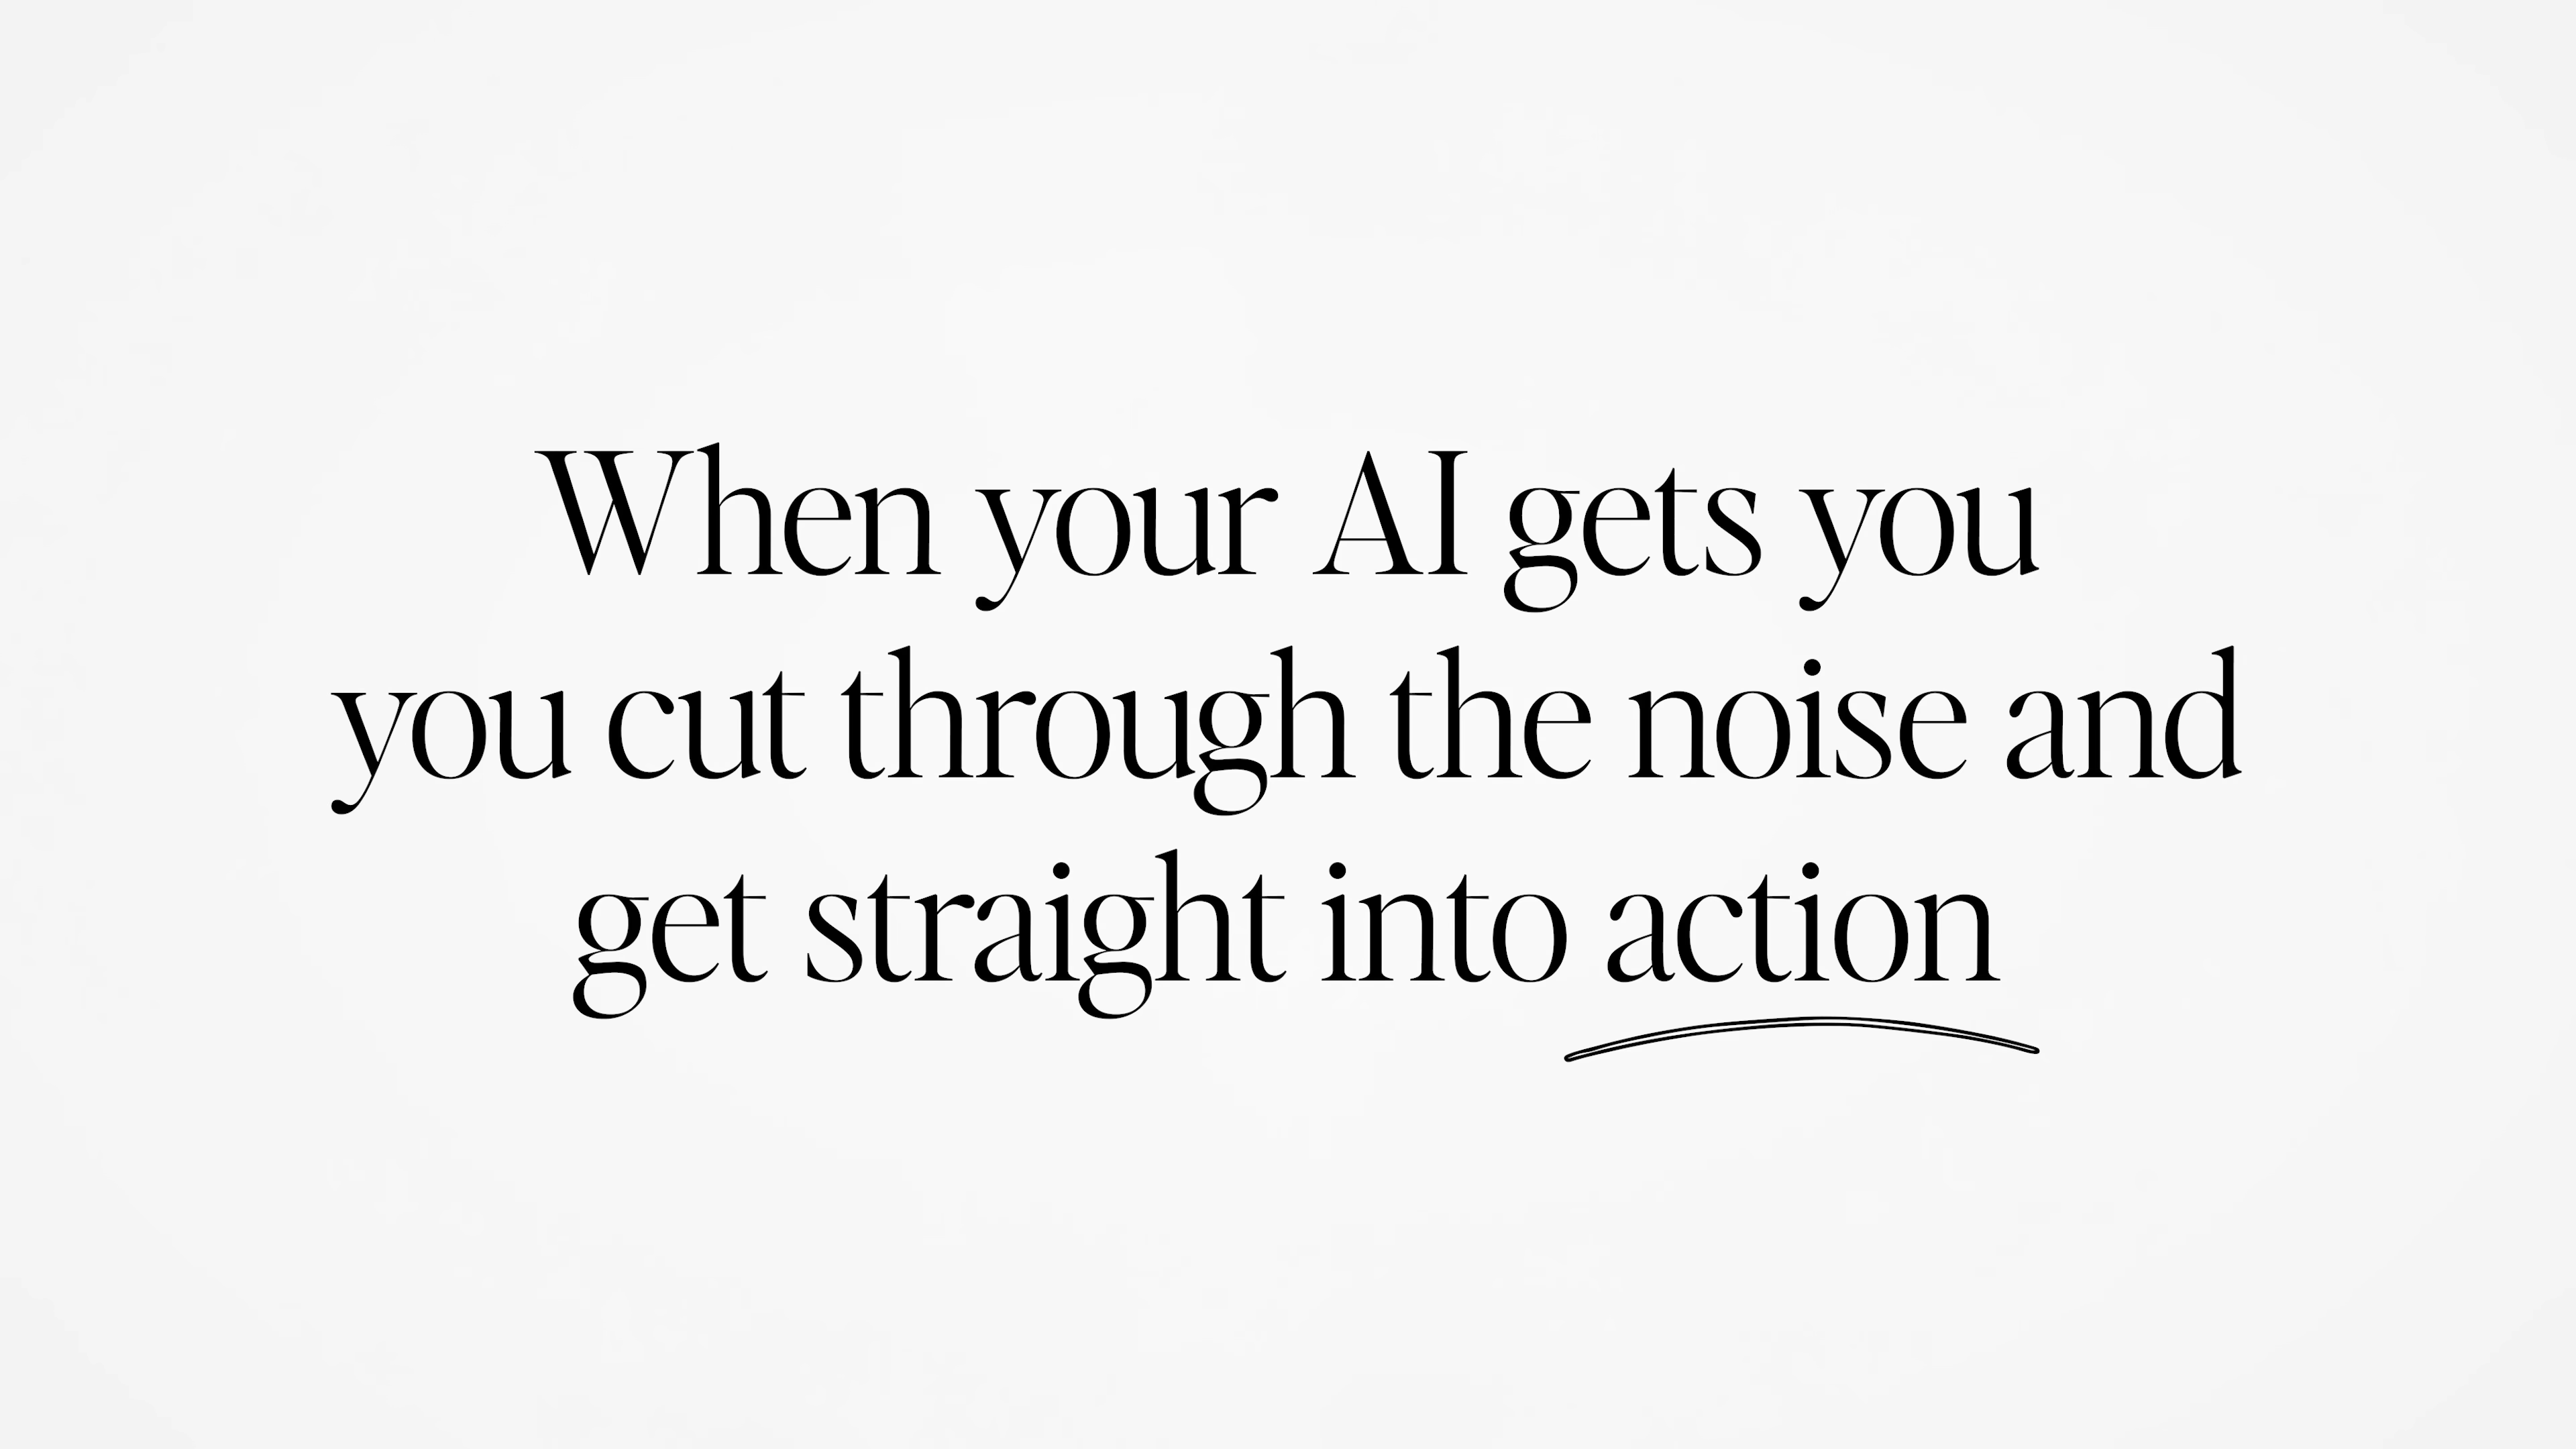 When your AI gets you
you cut through the noise and
get straight into action